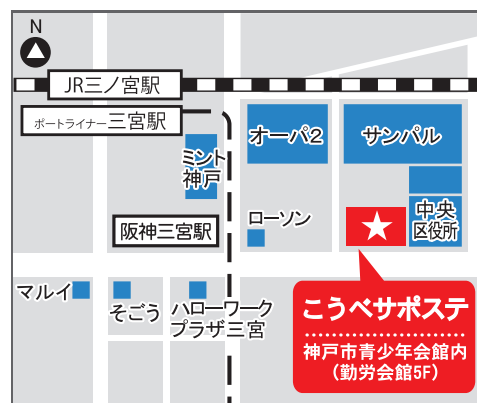 N
JR三ノ宮駅
ポートライナー三宮駅
オーパ2
サンパル
ミント
神戸
中央
区役所
ローソン
阪神三宮駅
マルイ
そごう
ハローワーク
プラザ三宮
こうべサポステ
神戸市青少年会館内
(勤労会館5F)